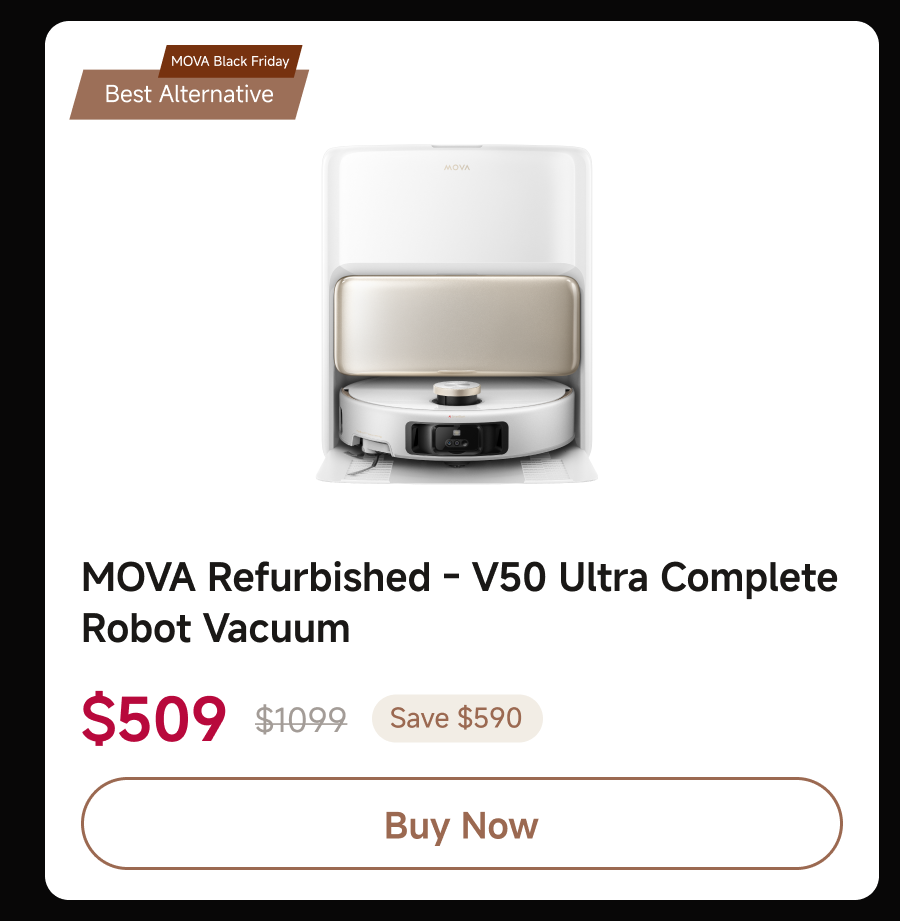 MOVA Black Friday
Best Alternative
MOVA
MOVA Refurbished - V50 Ultra Complete
Robot Vacuum
$509 $1099 Save $590
Buy Now